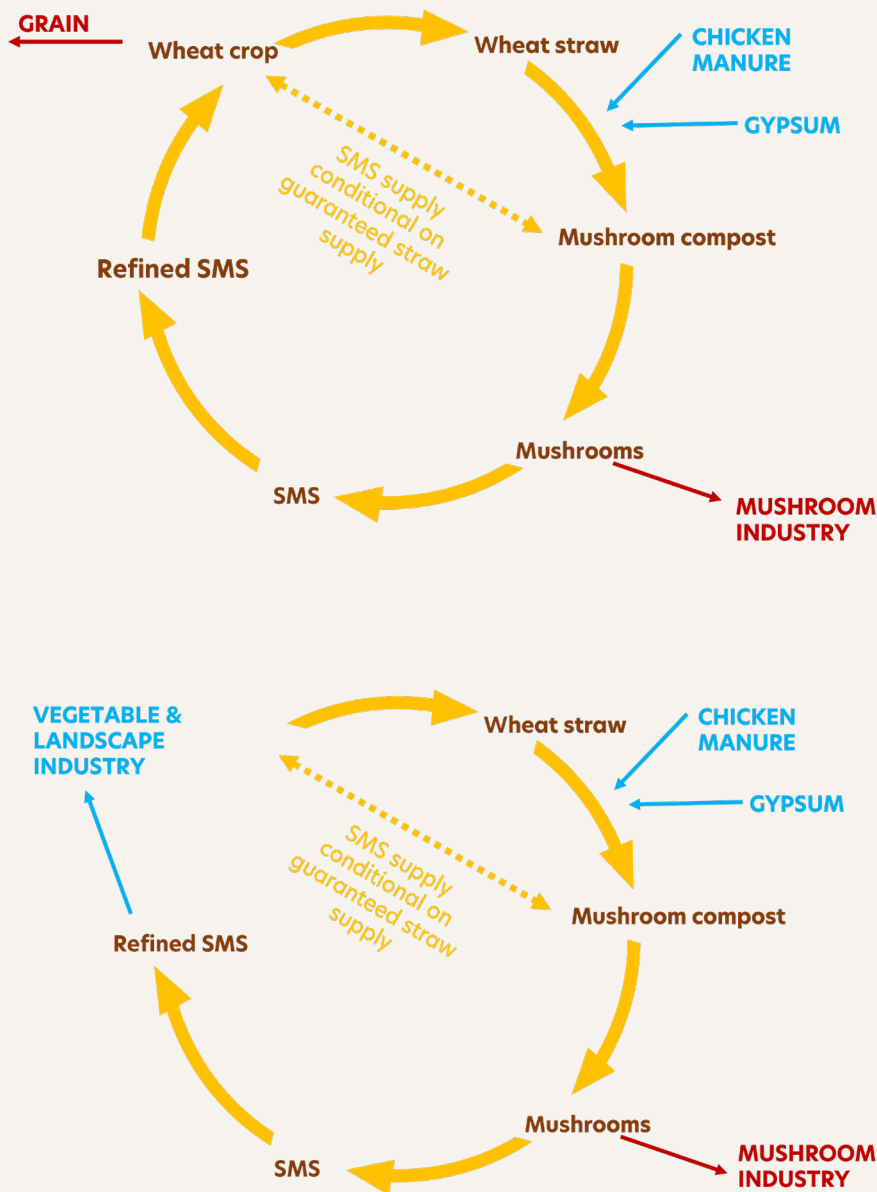 GRAIN
Wheat crop
Wheat straw
CHICKEN
MANURE
GYPSUM
SMS supply
conditional on
guaranteed straw
supply
Mushroom compost
Refined SMS
Mushrooms
SMS
MUSHROOM
INDUSTRY
VEGETABLE &
LANDSCAPE
INDUSTRY
Wheat straw
CHICKEN
MANURE
GYPSUM
SMS supply
conditional on
guaranteed straw
supply
Mushroom compost
Refined SMS
Mushrooms
SMS
MUSHROOM
INDUSTRY